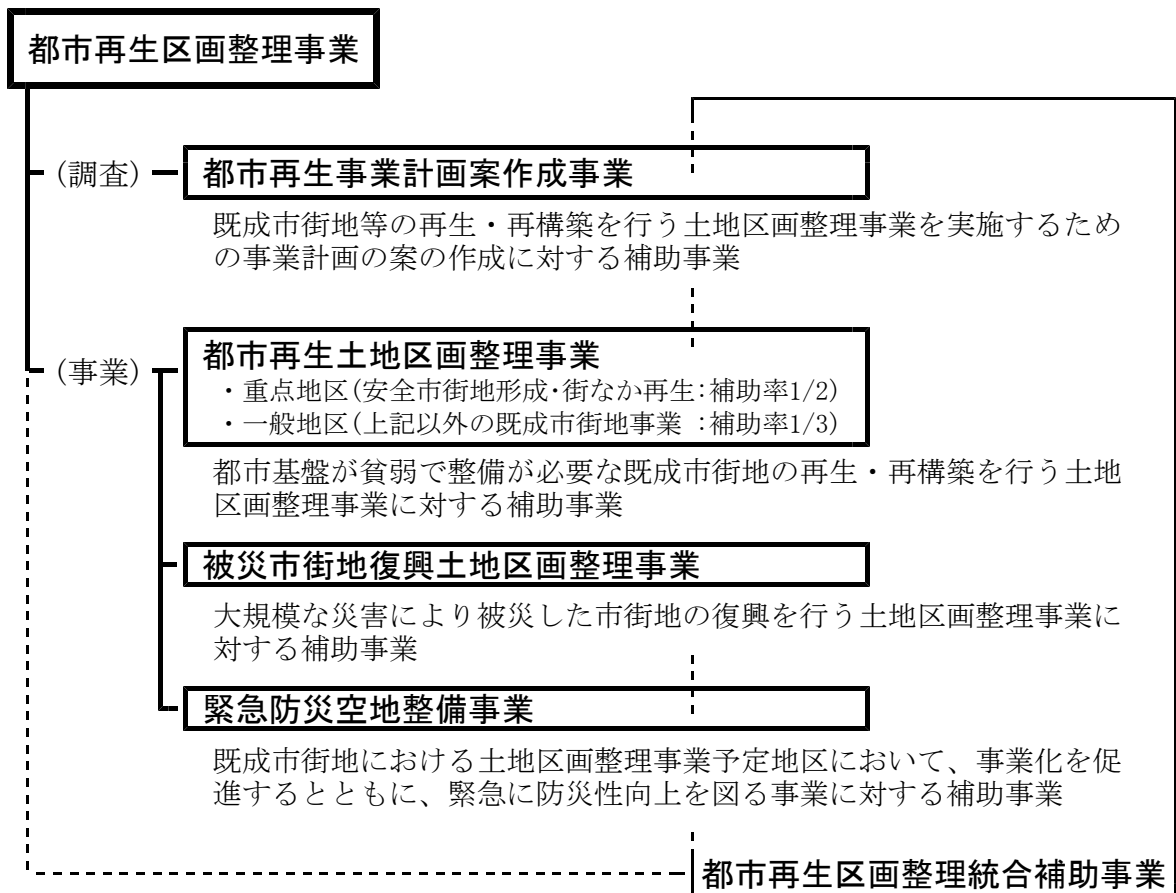 都市再生区画整理事業
(調査)
都市再生事業計画案作成事業
既成市街地等の再生・再構築を行う土地区画整理事業を実施するため
の事業計画の案の作成に対する補助事業
(事業)
都市再生土地区画整理事業
・重点地区(安全市街地形成・街なか再生:補助率1/2)
・一般地区(上記以外の既成市街地事業 :補助率1/3)
都市基盤が貧弱で整備が必要な既成市街地の再生・再構築を行う土地
区画整理事業に対する補助事業
被災市街地復興土地区画整理事業
大規模な災害により被災した市街地の復興を行う土地区画整理事業に
対する補助事業
緊急防災空地整備事業
既成市街地における土地区画整理事業予定地区において、事業化を促
進するとともに、緊急に防災性向上を図る事業に対する補助事業
都市再生区画整理統合補助事業